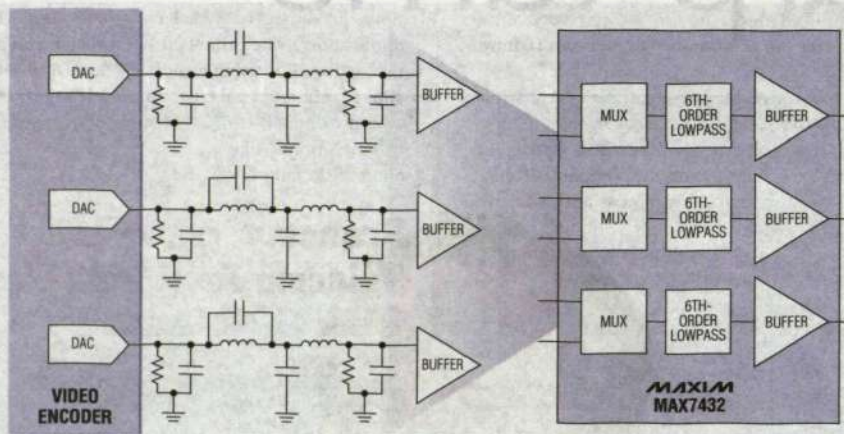 DAC
BUFFER
DAC
BUFFER
DAC
BUFFER
VIDEO
ENCODER
MUX
6TH-
ORDER
LOWPASS
BUFFER
MUX
6TH-
ORDER
LOWPASS
BUFFER
MUX
6TH-
ORDER
LOWPASS
BUFFER
MAXIM
MAX7432